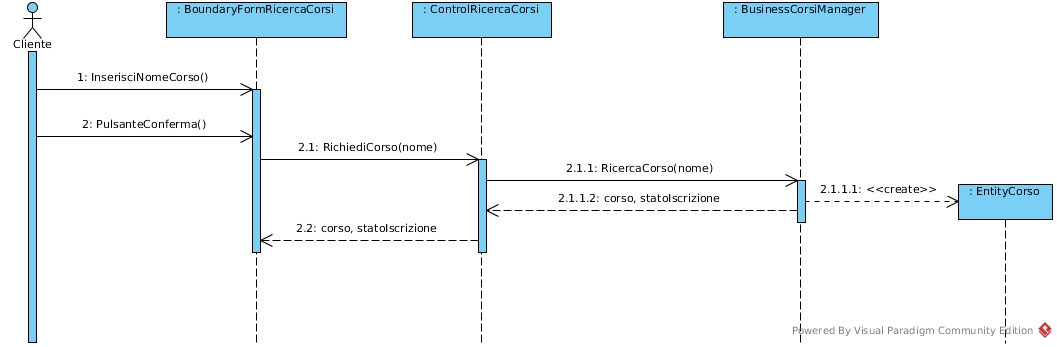 : BoundaryFormRicercaCorsi
: ControlRicercaCorsi
: BusinessCorsiManager
Cliente
1: InserisciNomeCorso()
2: PulsanteConferma()
2.1: RichiediCorso(nome)
2.1.1: RicercaCorso(nome)
2.1.1.1: <<create>>
: EntityCorso
2.1.1.2: corso, statoIscrizione
2.2: corso, statoIscrizione
Powered By Visual Paradigm Community Edition